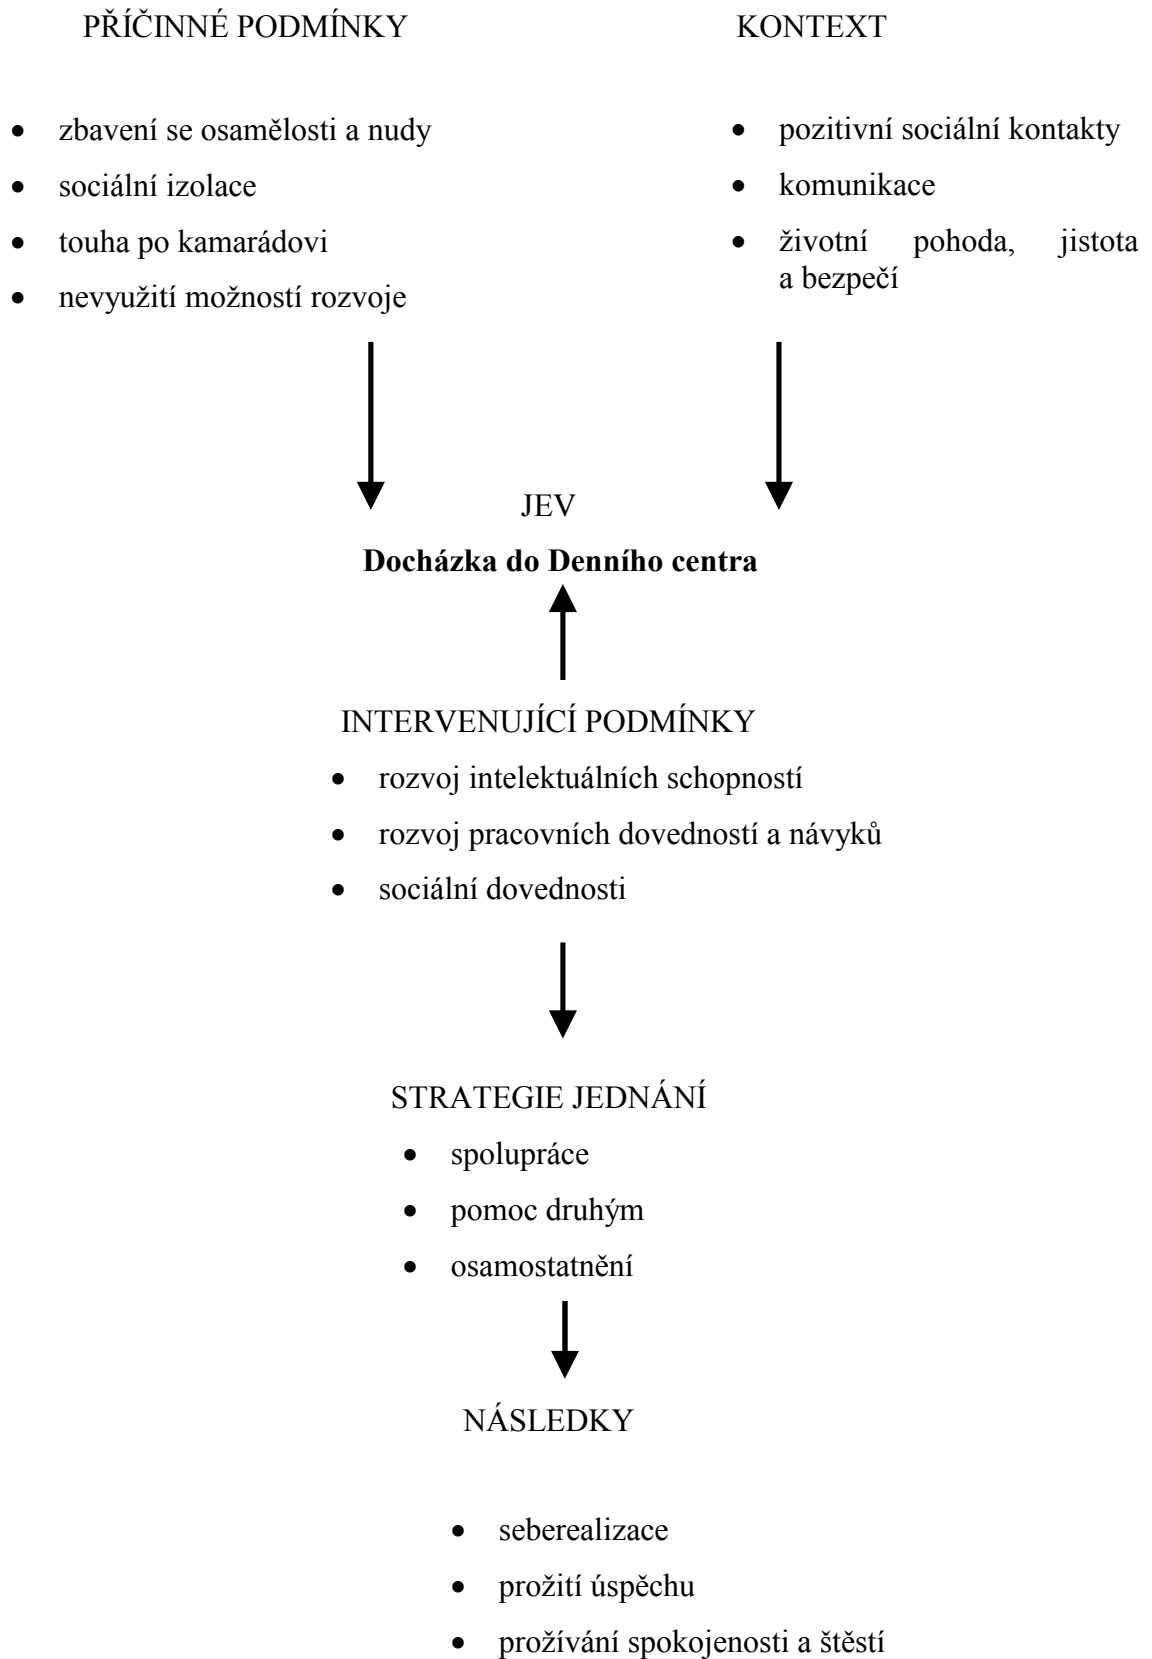 PŘÍČINNÉ PODMÍNKY
• zbavení se osamělosti a nudy
• sociální izolace
• touha po kamarádovi
• nevyužití možností rozvoje
KONTEXT
• pozitivní sociální kontakty
• komunikace
• životní pohoda, jistota
a bezpečí
JEV
Docházka do Denního centra
INTERVENUJÍCÍ PODMÍNKY
• rozvoj intelektuálních schopností
• rozvoj pracovních dovedností a návyků
• sociální dovednosti
STRATEGIE JEDNÁNÍ
• spolupráce
• pomoc druhým
• osamostatnění
NÁSLEDKY
• seberealizace
• prožití úspěchu
• prožívání spokojenosti a štěstí